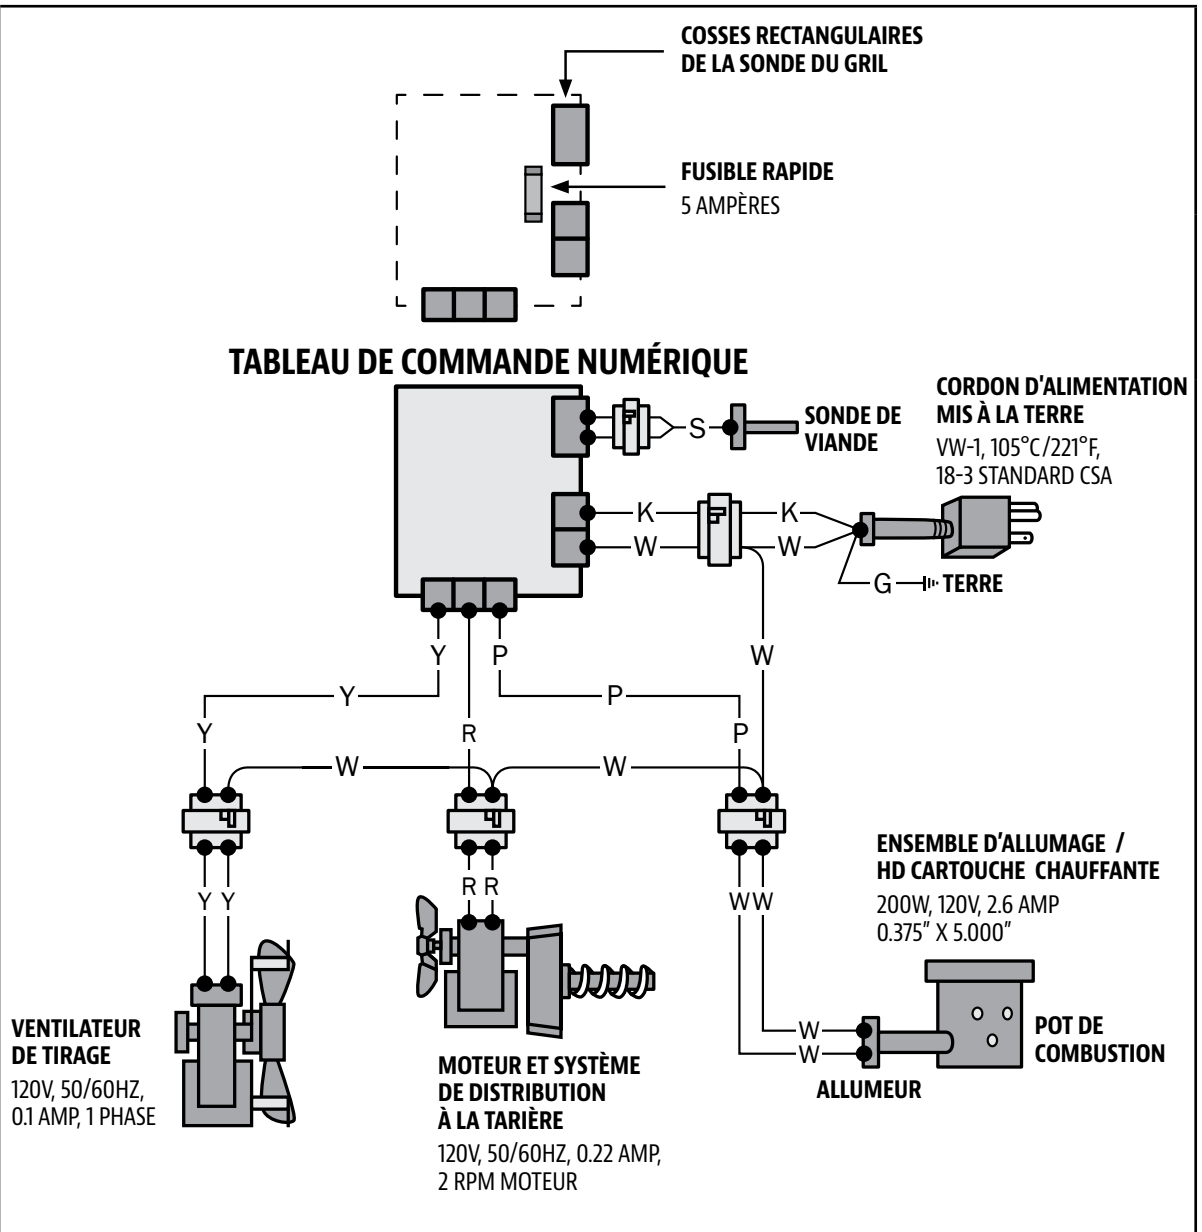 COSSES RECTANGULAIRES
DE LA SONDE DU GRIL
FUSIBLE RAPIDE
5 AMPÈRES
TABLEAU DE COMMANDE NUMÉRIQUE
CORDON D'ALIMENTATION
MIS À LA TERRE
VW-1, 105°C/221°F,
18-3 STANDARD CSA
SONDE DE
VIANDE
S
K K
W W
G TERRE
Y P W
Y P
Y R P
W W
Y Y R R W W
ENSEMBLE D'ALLUMAGE /
HD CARTOUCHE CHAUFFANTE
200W, 120V, 2.6 AMP
0.375" X 5.000"
VENTILATEUR
DE TIRAGE
120V, 50/60HZ,
0.1 AMP, 1 PHASE
MOTEUR ET SYSTÈME
DE DISTRIBUTION
À LA TARIÈRE
120V, 50/60HZ, 0.22 AMP,
2 RPM MOTEUR
W
W
ALLUMEUR
POT DE
COMBUSTION